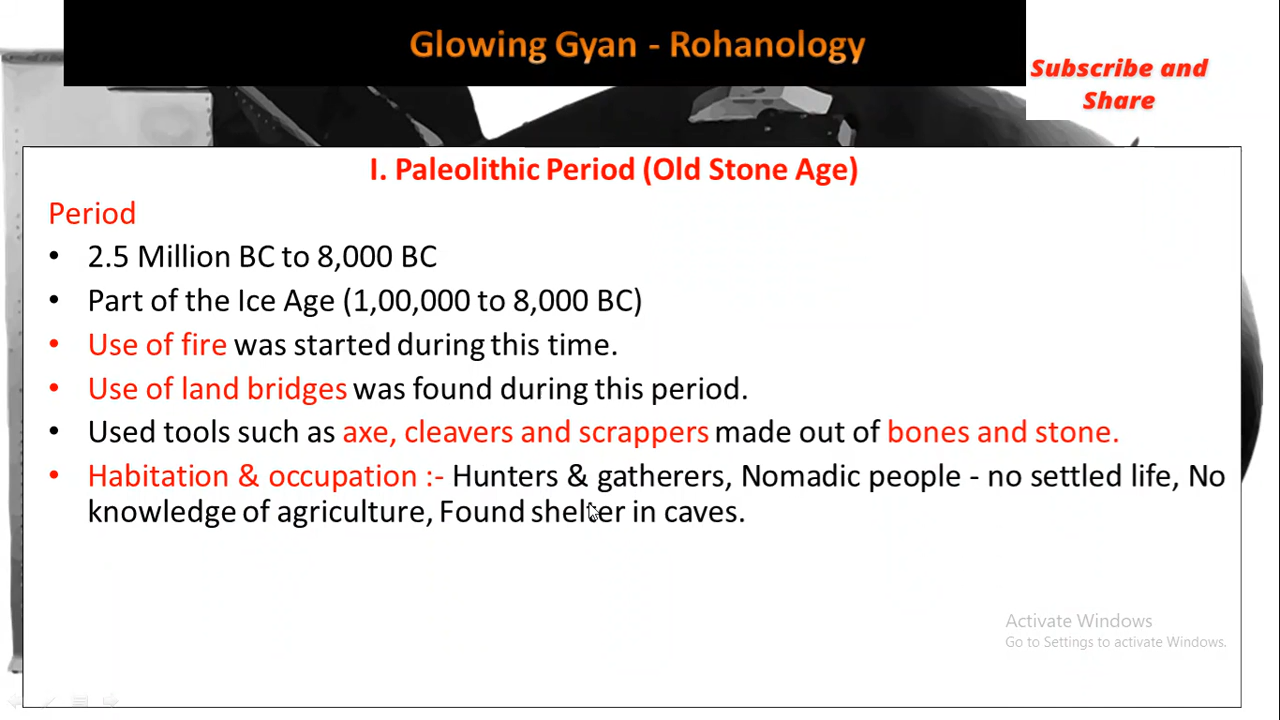 Glowing Gyan - Rohanology
Subscribe and
Share
I. Paleolithic Period (Old Stone Age)
Period
• 2.5 Million BC to 8,000 BC
• Part of the Ice Age (1,00,000 to 8,000 BC)
• Use of fire was started during this time.
• Use of land bridges was found during this period.
• Used tools such as axe, cleavers and scrappers made out of bones and stone.
• Habitation & occupation :- Hunters & gatherers, Nomadic people - no settled life, No
knowledge of agriculture, Found shelter in caves.
Activate Windows
Go to Settings to activate Windows.